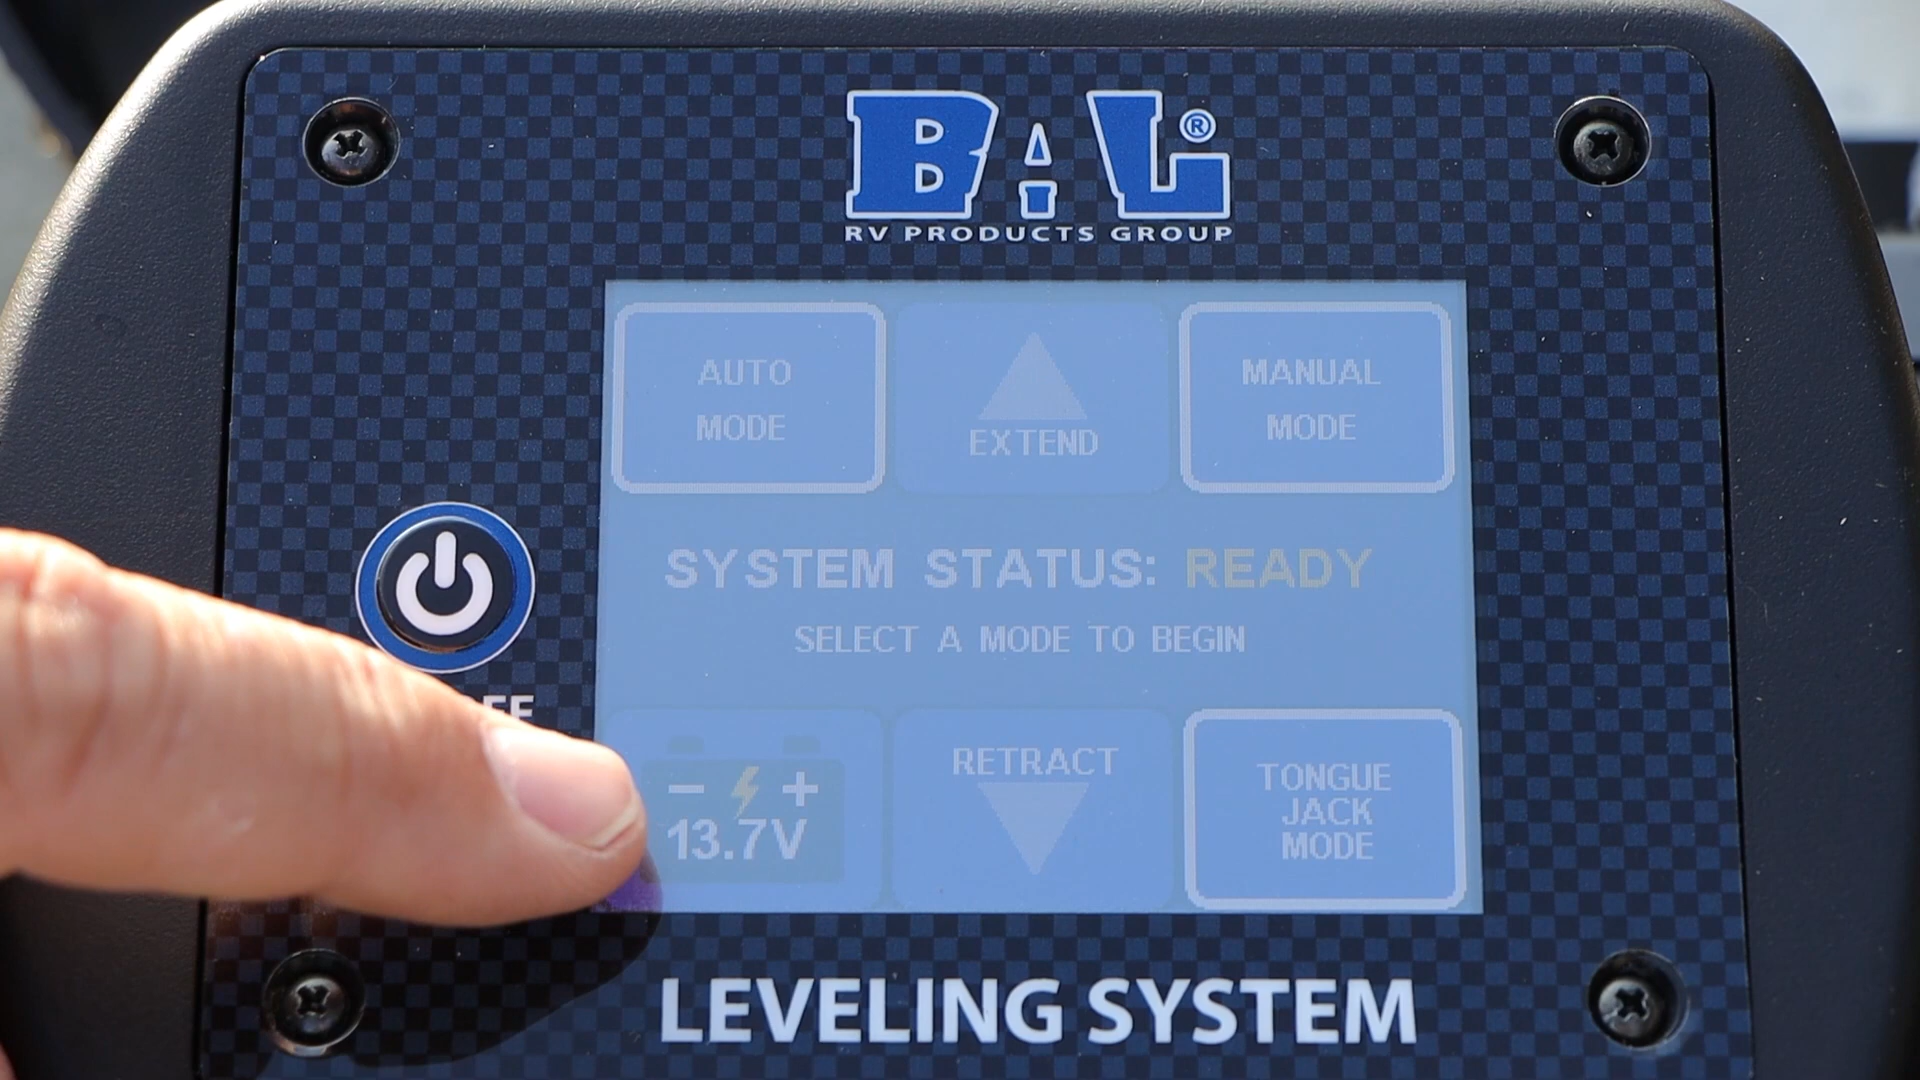 BAL®
RV PRODUCTS GROUP
AUTO
MODE
EXTEND
MANUAL
MODE
SYSTEM STATUS: READY
SELECT A MODE TO BEGIN
- +
13.7V
RETRACT
TONGUE
JACK
MODE
LEVELING SYSTEM